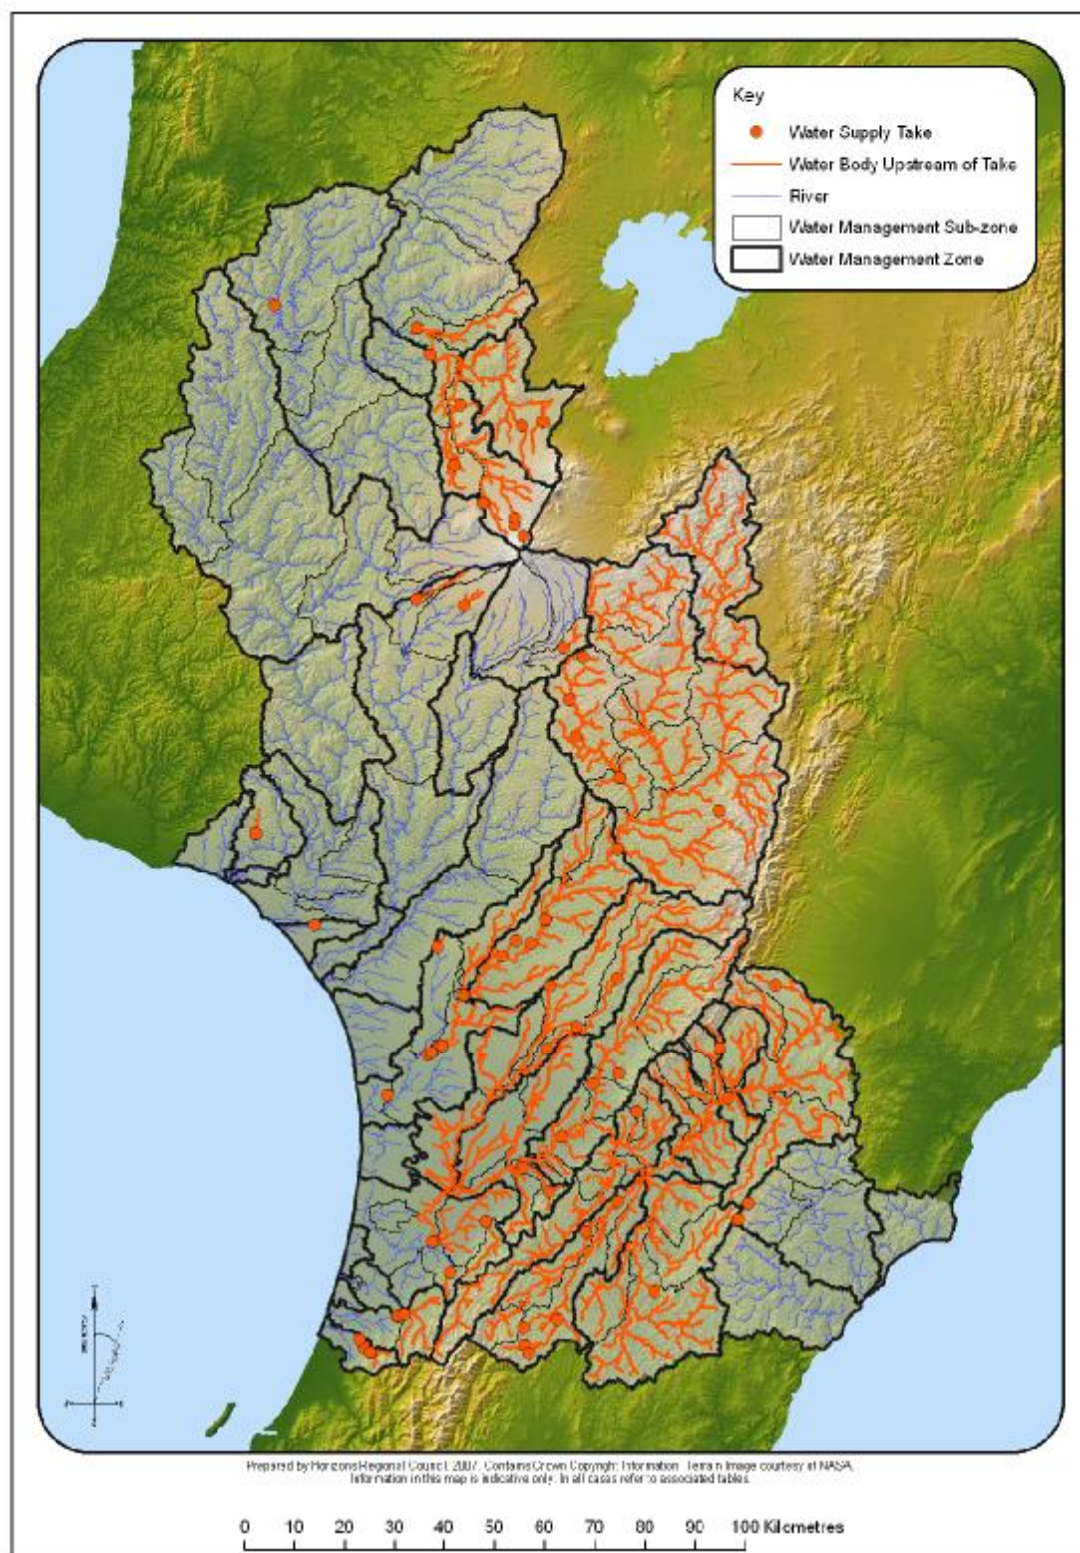 Key
Water Supply Take
Water Body Upstream of Take
River
Water Management Sub-zone
Water Management Zone
Prepared by Horizons Regional Council, 2007. Contains Crown Copyright Information. Terrain Image courtesy of NASA.
Information in this map is indicative only. In all cases refer to associated tables.
0 10 20 30 40 50 60 70 80 90 100 Kilometres